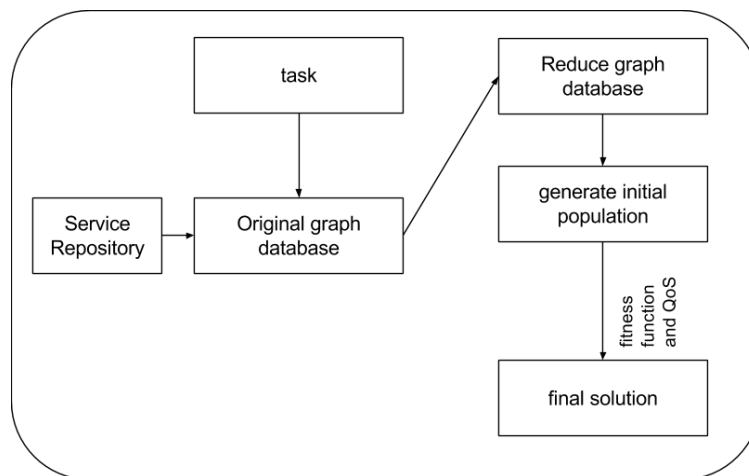 task
Service
Repository
Original graph
database
Reduce graph
database
generate initial
population
fitness
function
and QoS
final solution